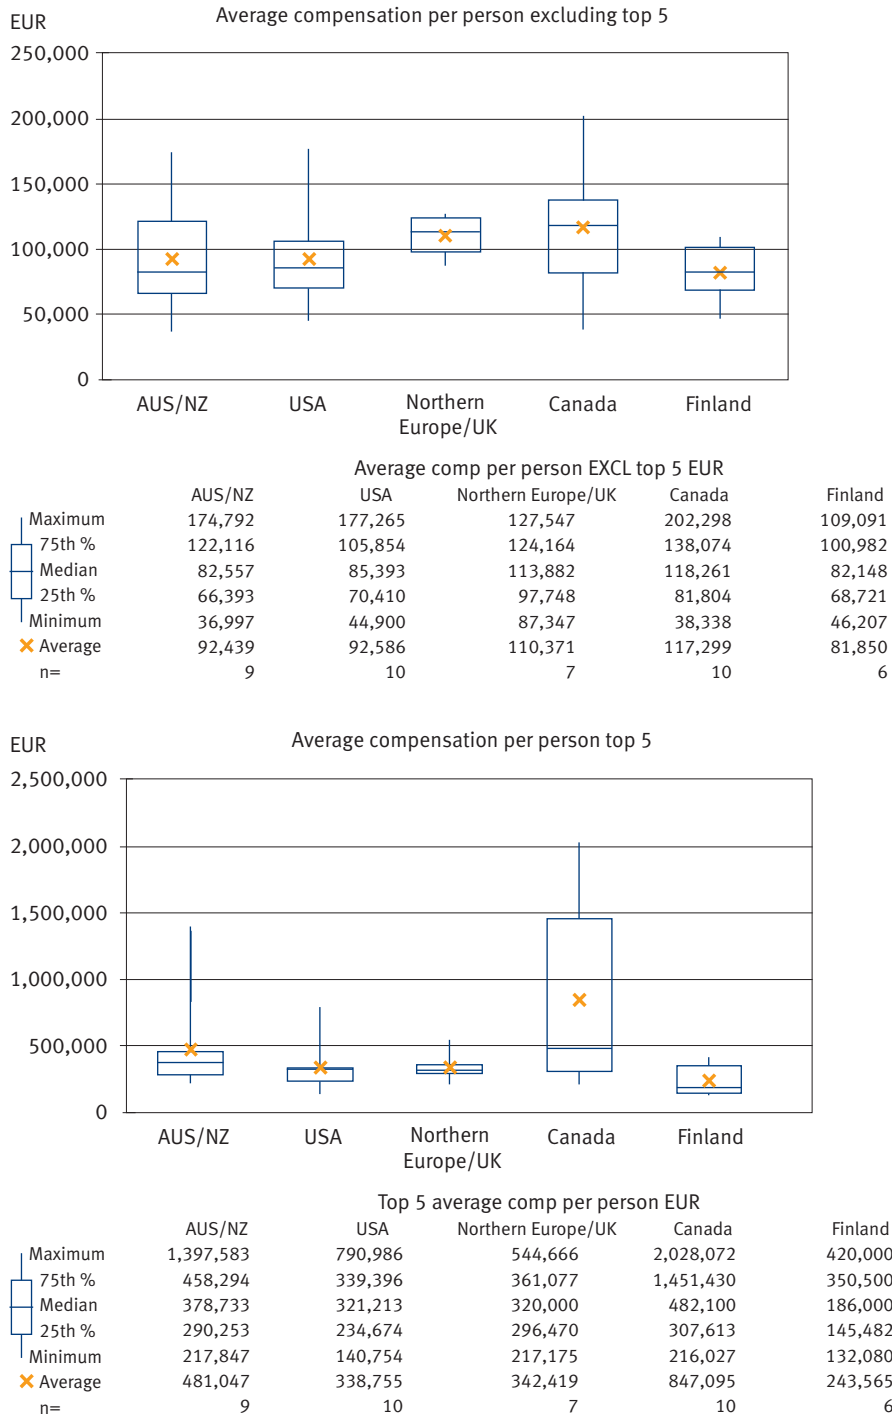 Average compensation per person excluding top 5
EUR
250,000
200,000
150,000
100,000
50,000
0
AUS/NZ USA Northern Europe/UK Canada Finland
Average comp per person EXCL top 5 EUR
AUS/NZ USA Northern Europe/UK Canada Finland
Maximum 174,792 177,265 127,547 202,298 109,091
75th % 122,116 105,854 124,164 138,074 100,982
Median 82,557 85,393 113,882 118,261 82,148
25th % 66,393 70,410 97,748 81,804 68,721
Minimum 36,997 44,900 87,347 38,338 46,207
Average 92,439 92,586 110,371 117,299 81,850
n= 9 10 7 10 6
Average compensation per person top 5
EUR
2,500,000
2,000,000
1,500,000
1,000,000
500,000
0
AUS/NZ USA Northern Europe/UK Canada Finland
Top 5 average comp per person EUR
AUS/NZ USA Northern Europe/UK Canada Finland
Maximum 1,397,583 790,986 544,666 2,028,072 420,000
75th % 458,294 339,396 361,077 1,451,430 350,500
Median 378,733 321,213 320,000 482,100 186,000
25th % 290,253 234,674 296,470 307,613 145,482
Minimum 217,847 140,754 217,175 216,027 132,080
Average 481,047 338,755 342,419 847,095 243,565
n= 9 10 7 10 6